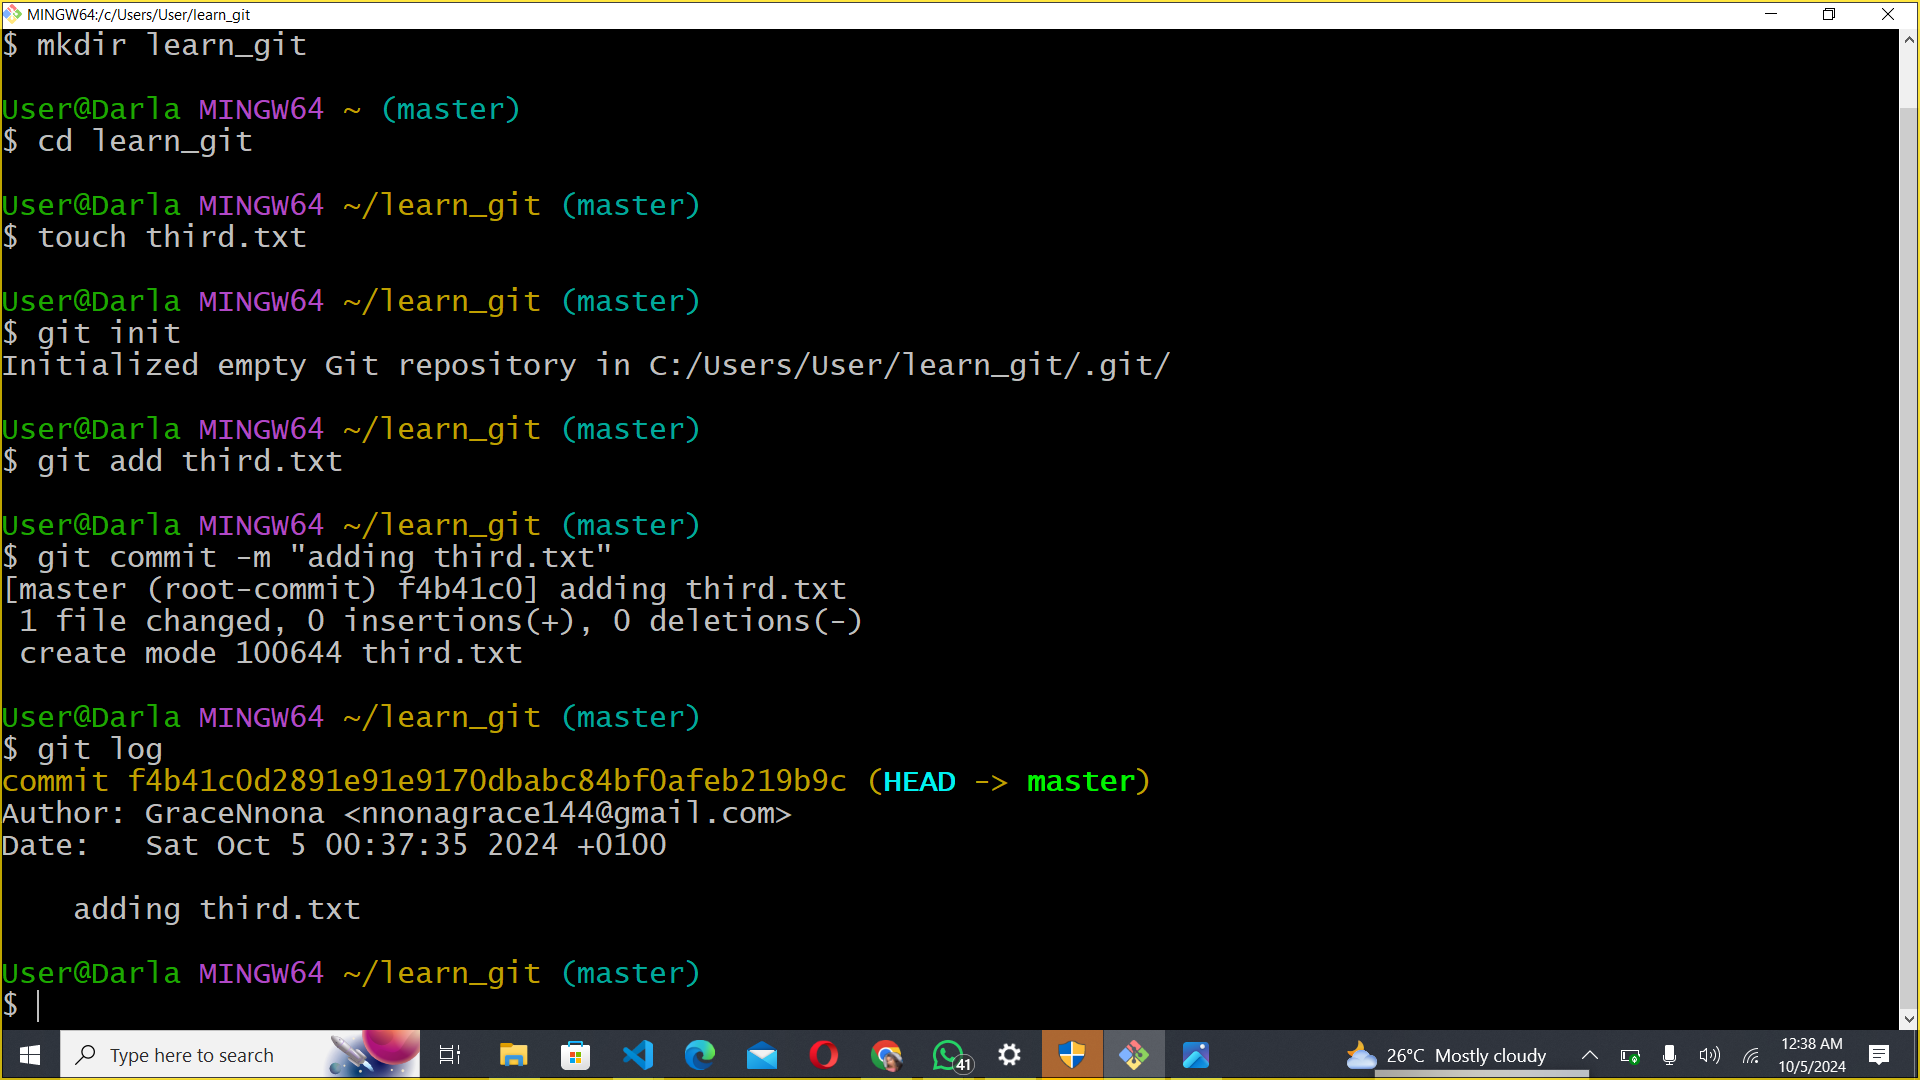 MINGW64:/c/Users/User/learn_git
$ mkdir learn_git
User@Darla MINGW64 ~ (master)
$ cd learn_git
User@Darla MINGW64 ~/learn_git (master)
$ touch third.txt
User@Darla MINGW64 ~/learn_git (master)
$ git init
Initialized empty Git repository in C:/Users/User/learn_git/.git/
User@Darla MINGW64 ~/learn_git (master)
$ git add third.txt
User@Darla MINGW64 ~/learn_git (master)
$ git commit -m "adding third.txt"
[master (root-commit) f4b41c0] adding third.txt
 1 file changed, 0 insertions(+), 0 deletions(-)
 create mode 100644 third.txt
User@Darla MINGW64 ~/learn_git (master)
$ git log
commit f4b41c0d2891e91e9170dbabc84bf0afeb219b9c (HEAD -> master)
Author: GraceNnona <nnonagrace144@gmail.com>
Date:   Sat Oct 5 00:37:35 2024 +0100
    adding third.txt
User@Darla MINGW64 ~/learn_git (master)
$
Type here to search
41
26°C Mostly cloudy
12:38 AM
10/5/2024